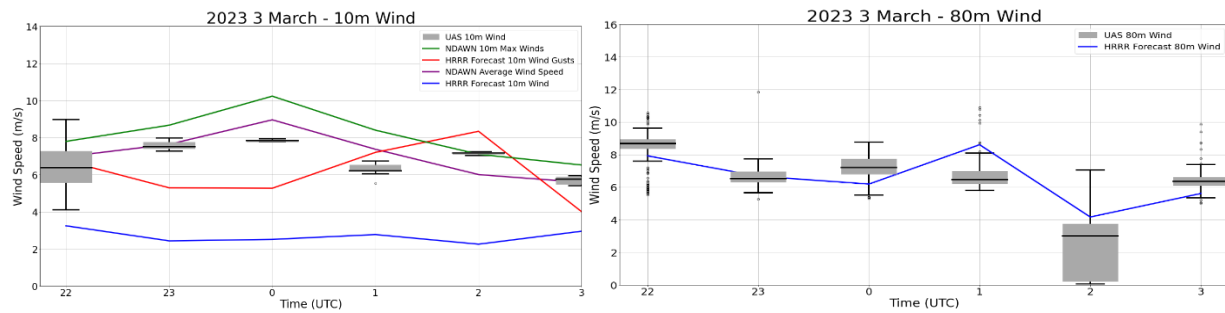 2023 3 March - 10m Wind
14
12
10
8
6
4
2
0
Wind Speed (m/s)
UAS 10m Wind
NDAWN 10m Max Winds
HRRR Forecast 10m Wind Gusts
NDAWN Average Wind Speed
HRRR Forecast 10m Wind
22 23 0 1 2 3
Time (UTC)
2023 3 March - 80m Wind
16
14
12
10
8
6
4
2
0
Wind Speed (m/s)
UAS 80m Wind
HRRR Forecast 80m Wind
22 23 0 1 2 3
Time (UTC)